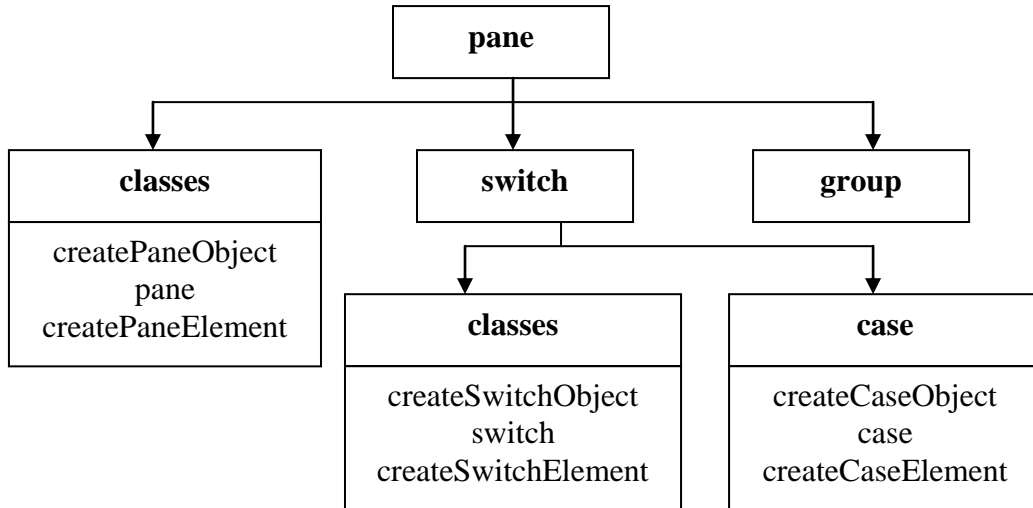 pane
classes
switch
group
createPaneObject
pane
createPaneElement
classes
case
createSwitchObject
switch
createSwitchElement
createCaseObject
case
createCaseElement